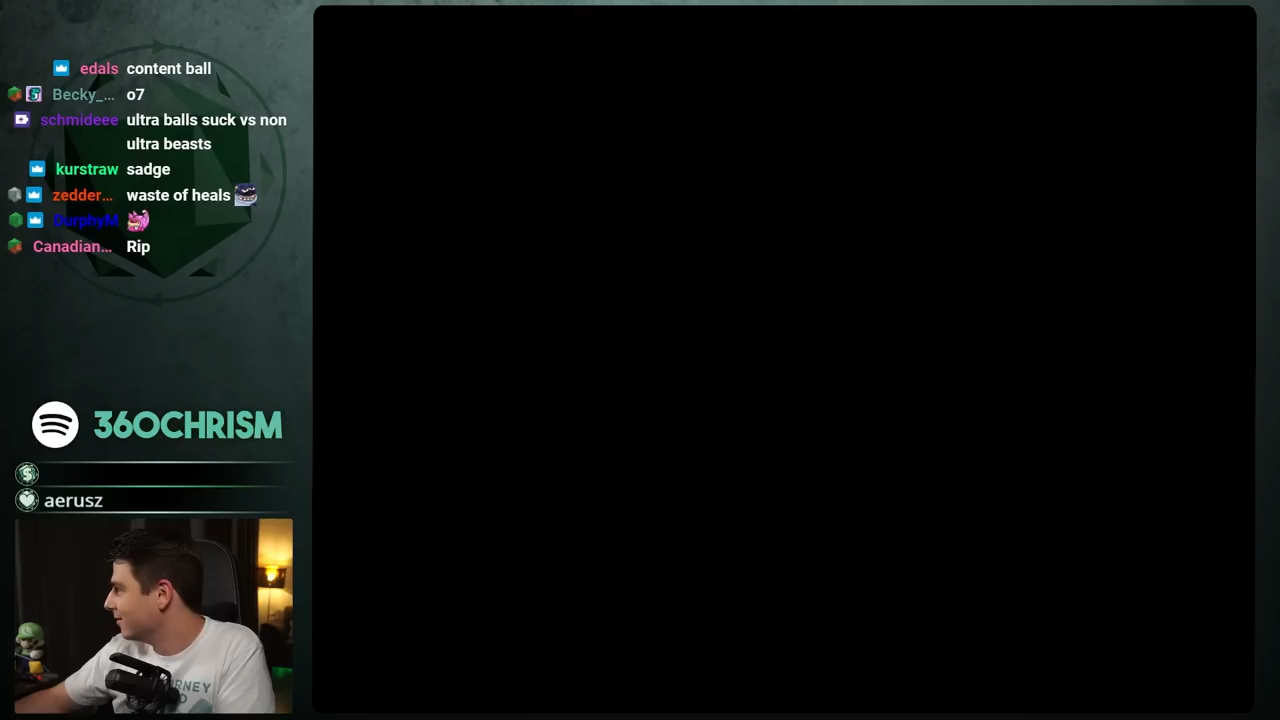 edals content ball
Becky_... o7
schmideee ultra balls suck vs non
ultra beasts
kurstraw sadge
zedder... waste of heals
DurphyM
Canadian... Rip
360CHRISM
aerusz